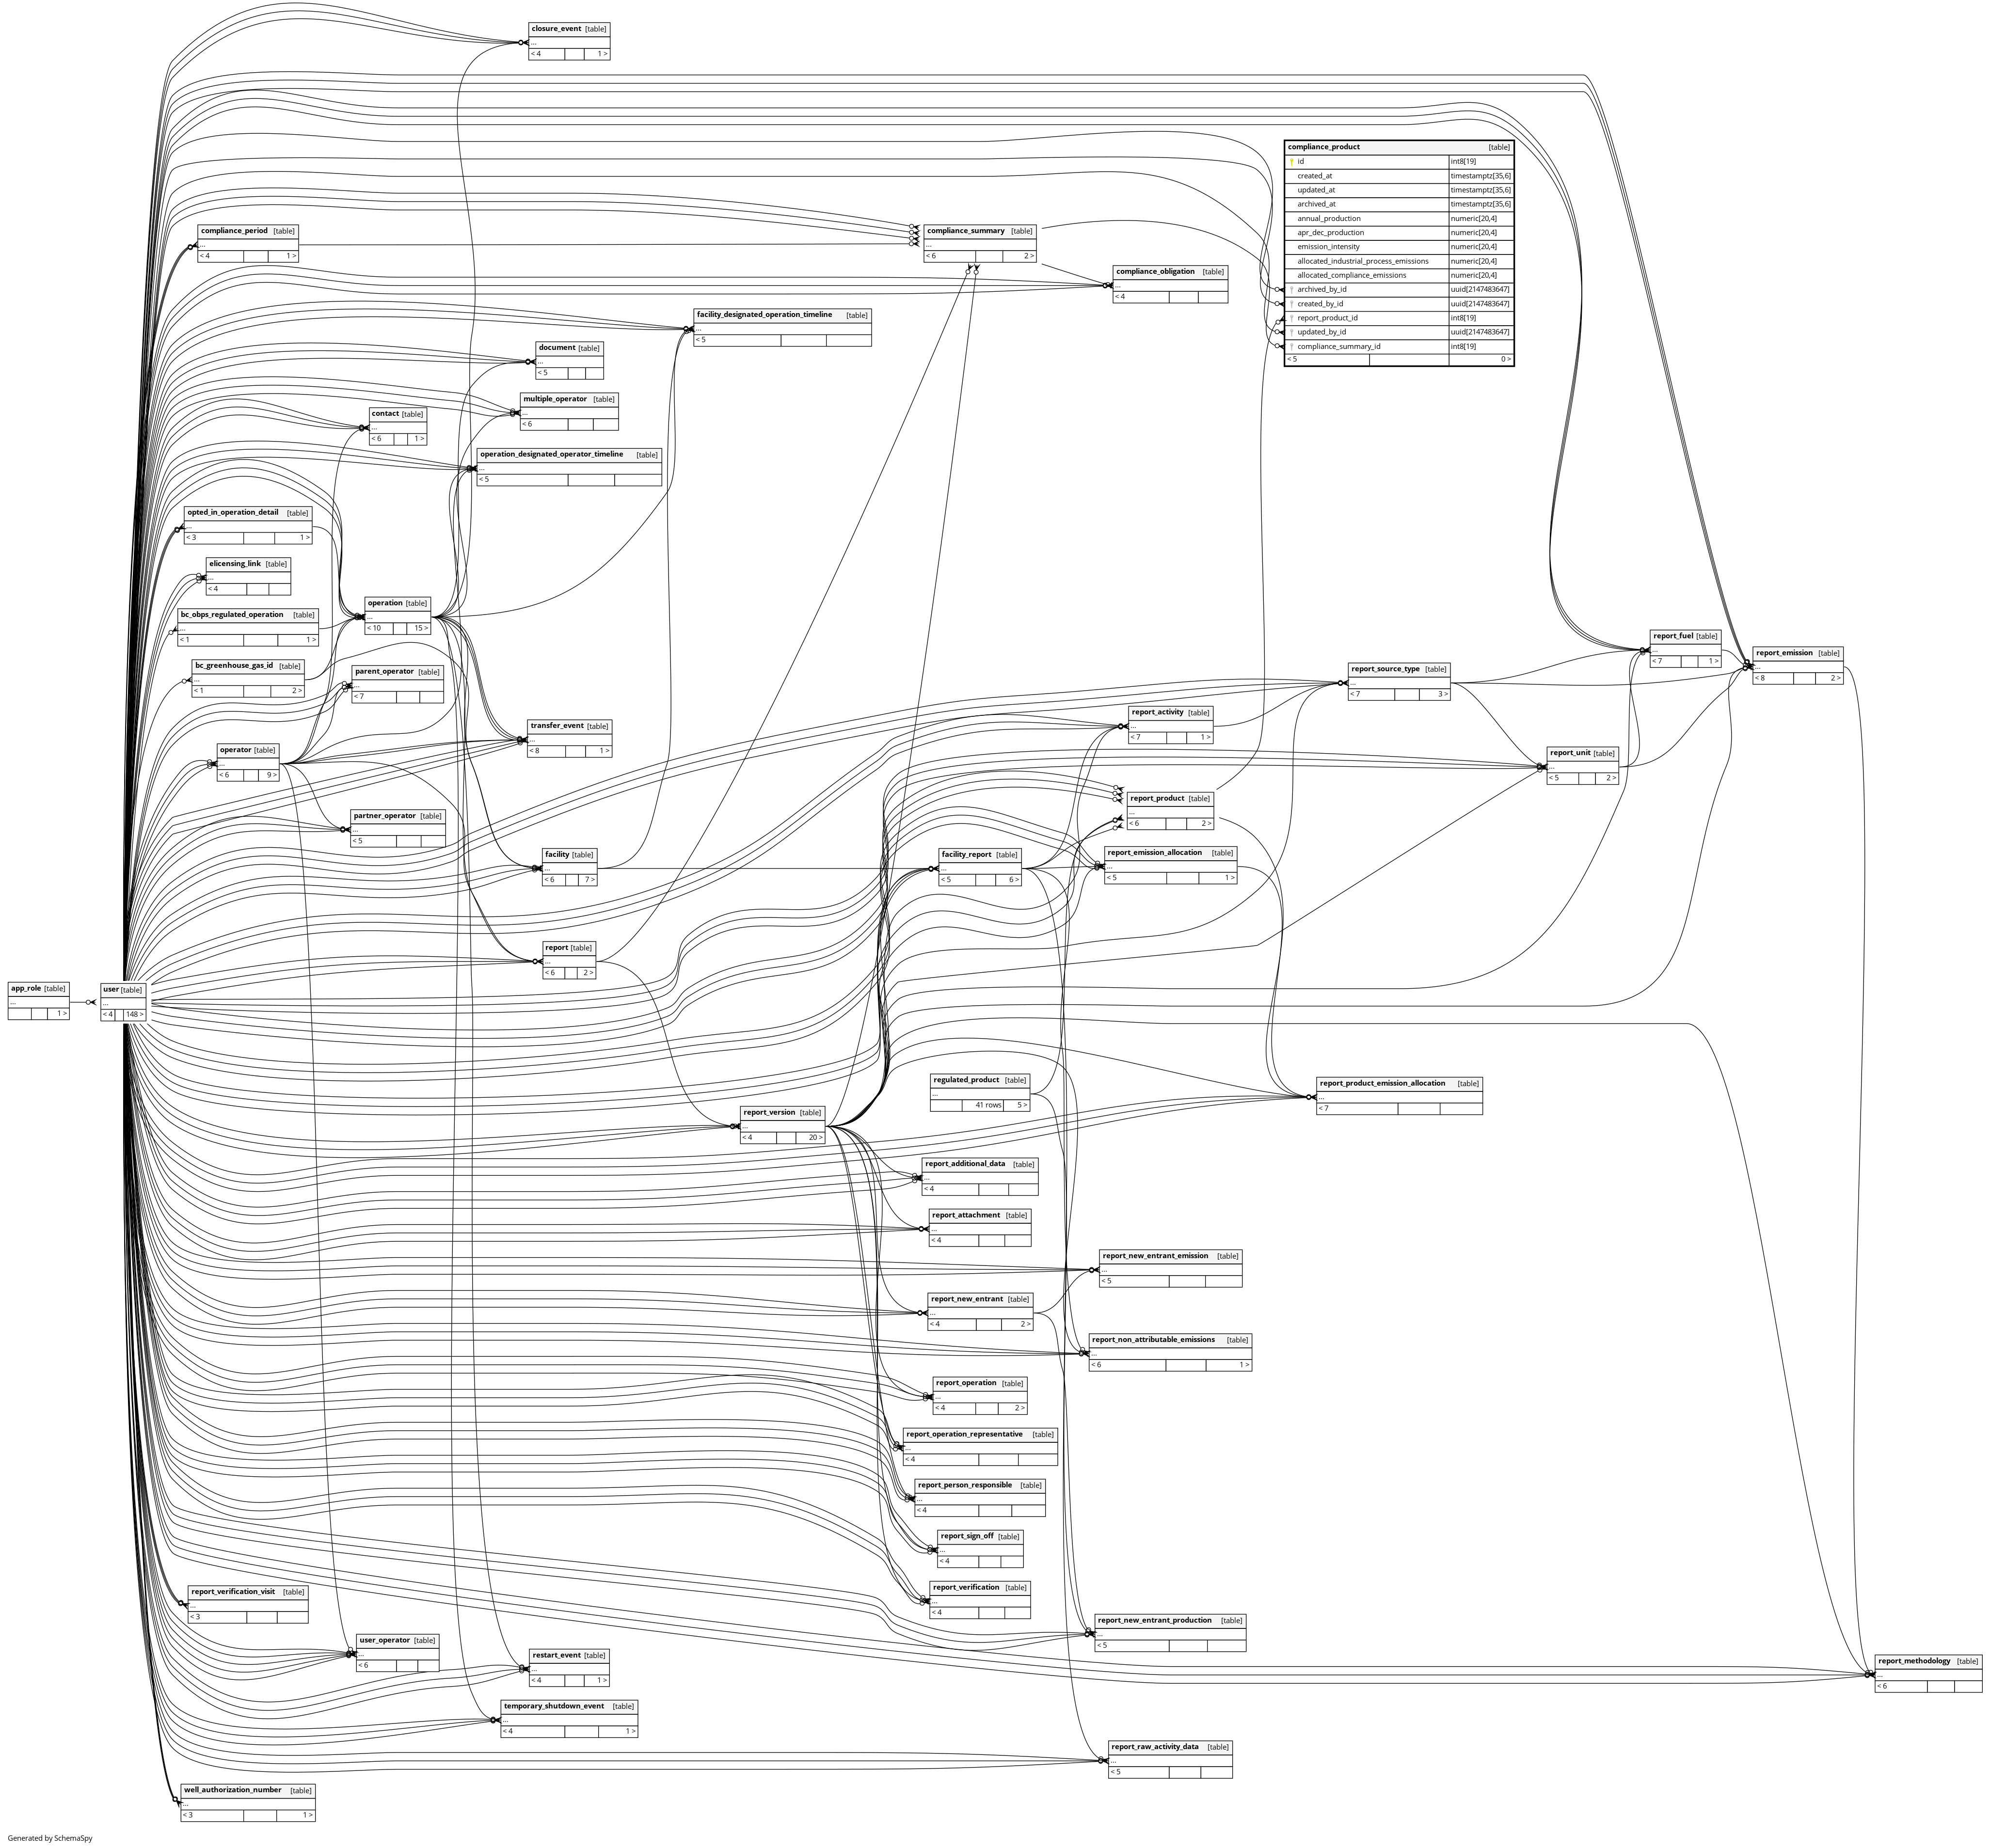 closure_event [table]
...
< 4 1 >
compliance_product [table]
id int8[19]
created_at timestamptz[35,6]
updated_at timestamptz[35,6]
archived_at timestamptz[35,6]
annual_production numeric[20,4]
apr_dec_production numeric[20,4]
emission_intensity numeric[20,4]
allocated_industrial_process_emissions numeric[20,4]
allocated_compliance_emissions numeric[20,4]
archived_by_id uuid[2147483647]
created_by_id uuid[2147483647]
report_product_id int8[19]
updated_by_id uuid[2147483647]
compliance_summary_id int8[19]
< 5 0 >
compliance_period [table]
...
< 4 1 >
compliance_summary [table]
...
< 6 2 >
compliance_obligation [table]
...
< 4
facility_designated_operation_timeline [table]
...
< 5
document [table]
...
< 5
multiple_operator [table]
...
< 6
contact [table]
...
< 6 1 >
operation_designated_operator_timeline [table]
...
< 5
opted_in_operation_detail [table]
...
< 3 1 >
elicensing_link [table]
...
< 4
operation [table]
...
< 10 15 >
bc_obps_regulated_operation [table]
...
< 1 1 >
bc_greenhouse_gas_id [table]
...
< 1 2 >
parent_operator [table]
...
< 7
report_fuel [table]
...
< 7 1 >
report_emission [table]
...
< 8 2 >
report_source_type [table]
...
< 7 3 >
report_activity [table]
...
< 7 1 >
transfer_event [table]
...
< 8 1 >
operator [table]
...
< 6 9 >
report_unit [table]
...
< 5 2 >
report_product [table]
...
< 6 2 >
partner_operator [table]
...
< 5
facility [table]
...
< 6 7 >
facility_report [table]
...
< 5 6 >
report_emission_allocation [table]
...
< 5 1 >
report [table]
...
< 6 2 >
app_role [table]
...
1 >
user [table]
...
< 4 148 >
regulated_product [table]
...
41 rows 5 >
report_product_emission_allocation [table]
...
< 7
report_version [table]
...
< 4 20 >
report_additional_data [table]
...
< 4
report_attachment [table]
...
< 4
report_new_entrant_emission [table]
...
< 5
report_new_entrant [table]
...
< 4 2 >
report_non_attributable_emissions [table]
...
< 6 1 >
report_operation [table]
...
< 4 2 >
report_operation_representative [table]
...
< 4
report_person_responsible [table]
...
< 4
report_sign_off [table]
...
< 4
report_verification [table]
...
< 4
report_verification_visit [table]
...
< 3
report_new_entrant_production [table]
...
< 5
user_operator [table]
...
< 6
restart_event [table]
...
< 4 1 >
report_methodology [table]
...
< 6
temporary_shutdown_event [table]
...
< 4 1 >
report_raw_activity_data [table]
...
< 5
well_authorization_number [table]
...
< 3 1 >
Generated by SchemaSpy